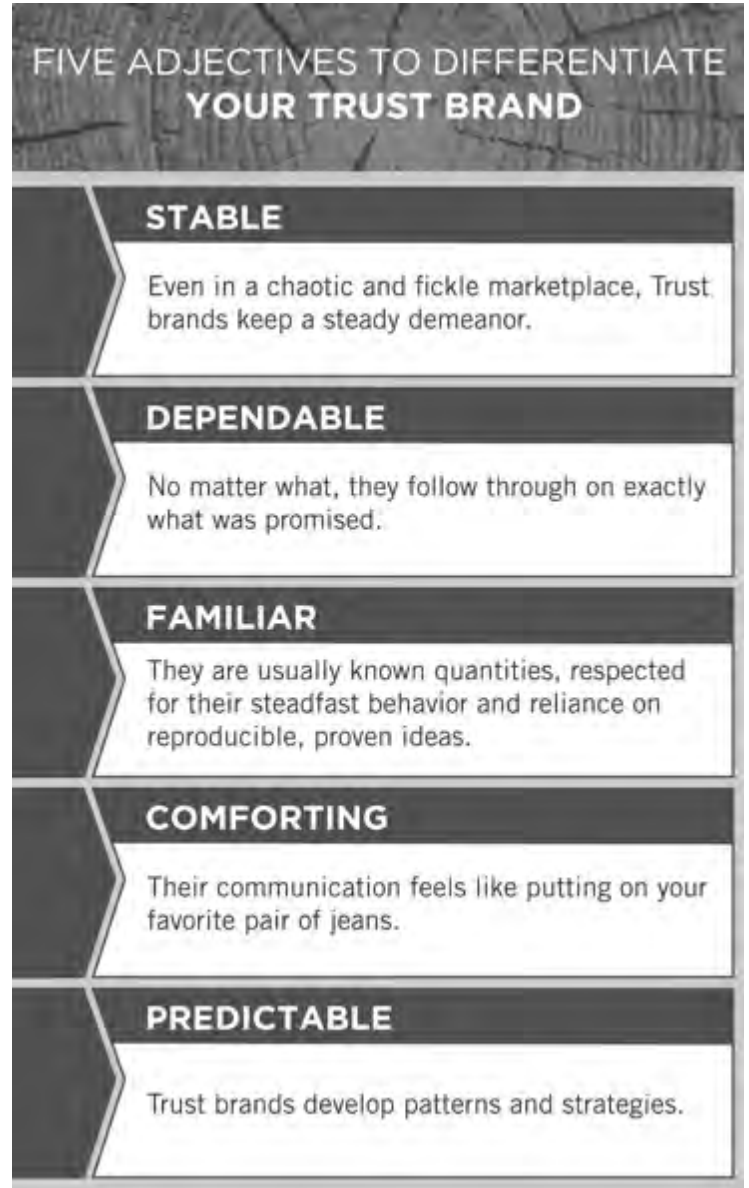 FIVE ADJECTIVES TO DIFFERENTIATE
YOUR TRUST BRAND
STABLE
Even in a chaotic and fickle marketplace, Trust
brands keep a steady demeanor.
DEPENDABLE
No matter what, they follow through on exactly
what was promised.
FAMILIAR
They are usually known quantities, respected
for their steadfast behavior and reliance on
reproducible, proven ideas.
COMFORTING
Their communication feels like putting on your
favorite pair of jeans.
PREDICTABLE
Trust brands develop patterns and strategies.